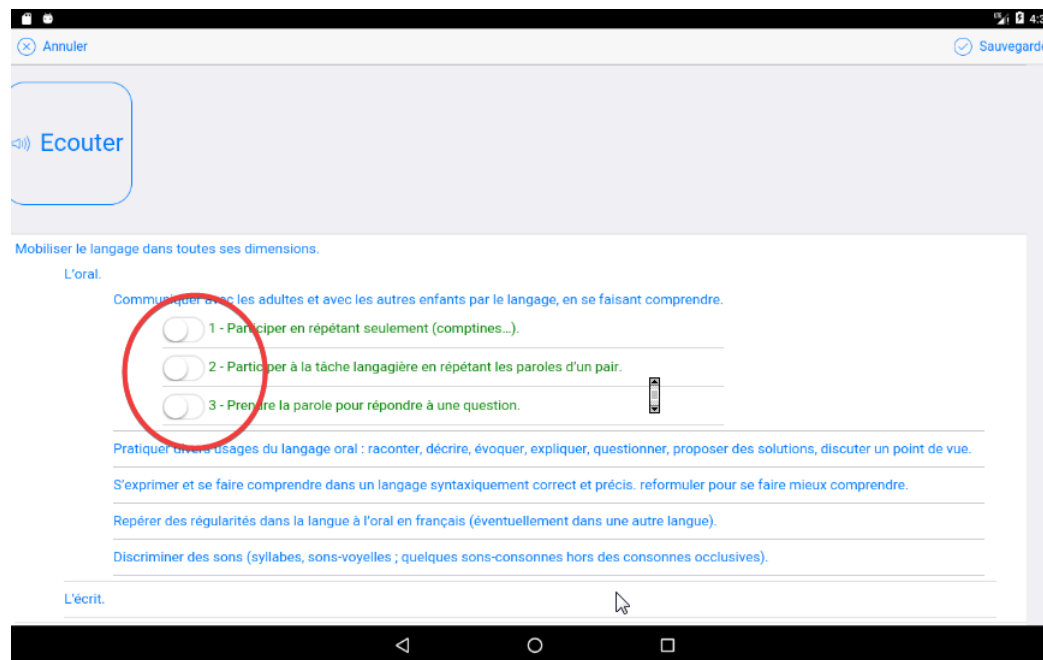 4:3
Annuler
Sauvegarde
Ecouter
Mobiliser le langage dans toutes ses dimensions.
L'oral.
Communiquer avec les adultes et avec les autres enfants par le langage, en se faisant comprendre.
1 - Participer en répétant seulement (comptines…).
2 - Participer à la tâche langagière en répétant les paroles d'un pair.
3 - Prendre la parole pour répondre à une question.
Pratiquer divers usages du langage oral : raconter, décrire, évoquer, expliquer, questionner, proposer des solutions, discuter un point de vue.
S'exprimer et se faire comprendre dans un langage syntaxiquement correct et précis. reformuler pour se faire mieux comprendre.
Repérer des régularités dans la langue à l'oral en français (éventuellement dans une autre langue).
Discriminer des sons (syllabes, sons-voyelles ; quelques sons-consonnes hors des consonnes occlusives).
L'écrit.